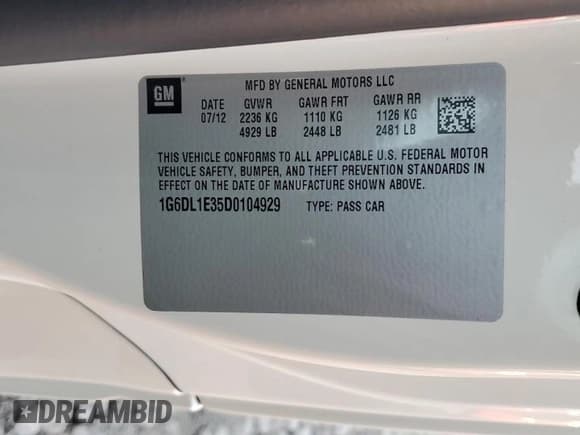 GM
MFD BY GENERAL MOTORS LLC
DATE GVWR GAWR FRT GAWR RR
07/12 2236 KG 1110 KG 1126 KG
4929 LB 2448 LB 2481 LB
THIS VEHICLE CONFORMS TO ALL APPLICABLE U.S. FEDERAL MOTOR
VEHICLE SAFETY, BUMPER, AND THEFT PREVENTION STANDARDS IN
EFFECT ON THE DATE OF MANUFACTURE SHOWN ABOVE.
1G6DL1E35D0104929 TYPE: PASS CAR
DREAMBID